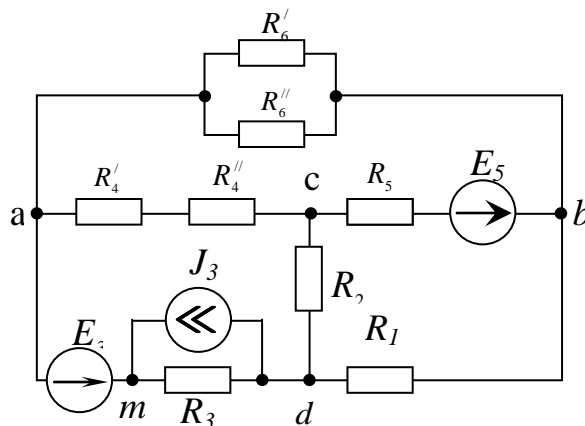 R₆′
R₆″
R₄′ R₄″ c R₅ E₅
a b
J₃
R₂
E₃ R₁
m R₃ d